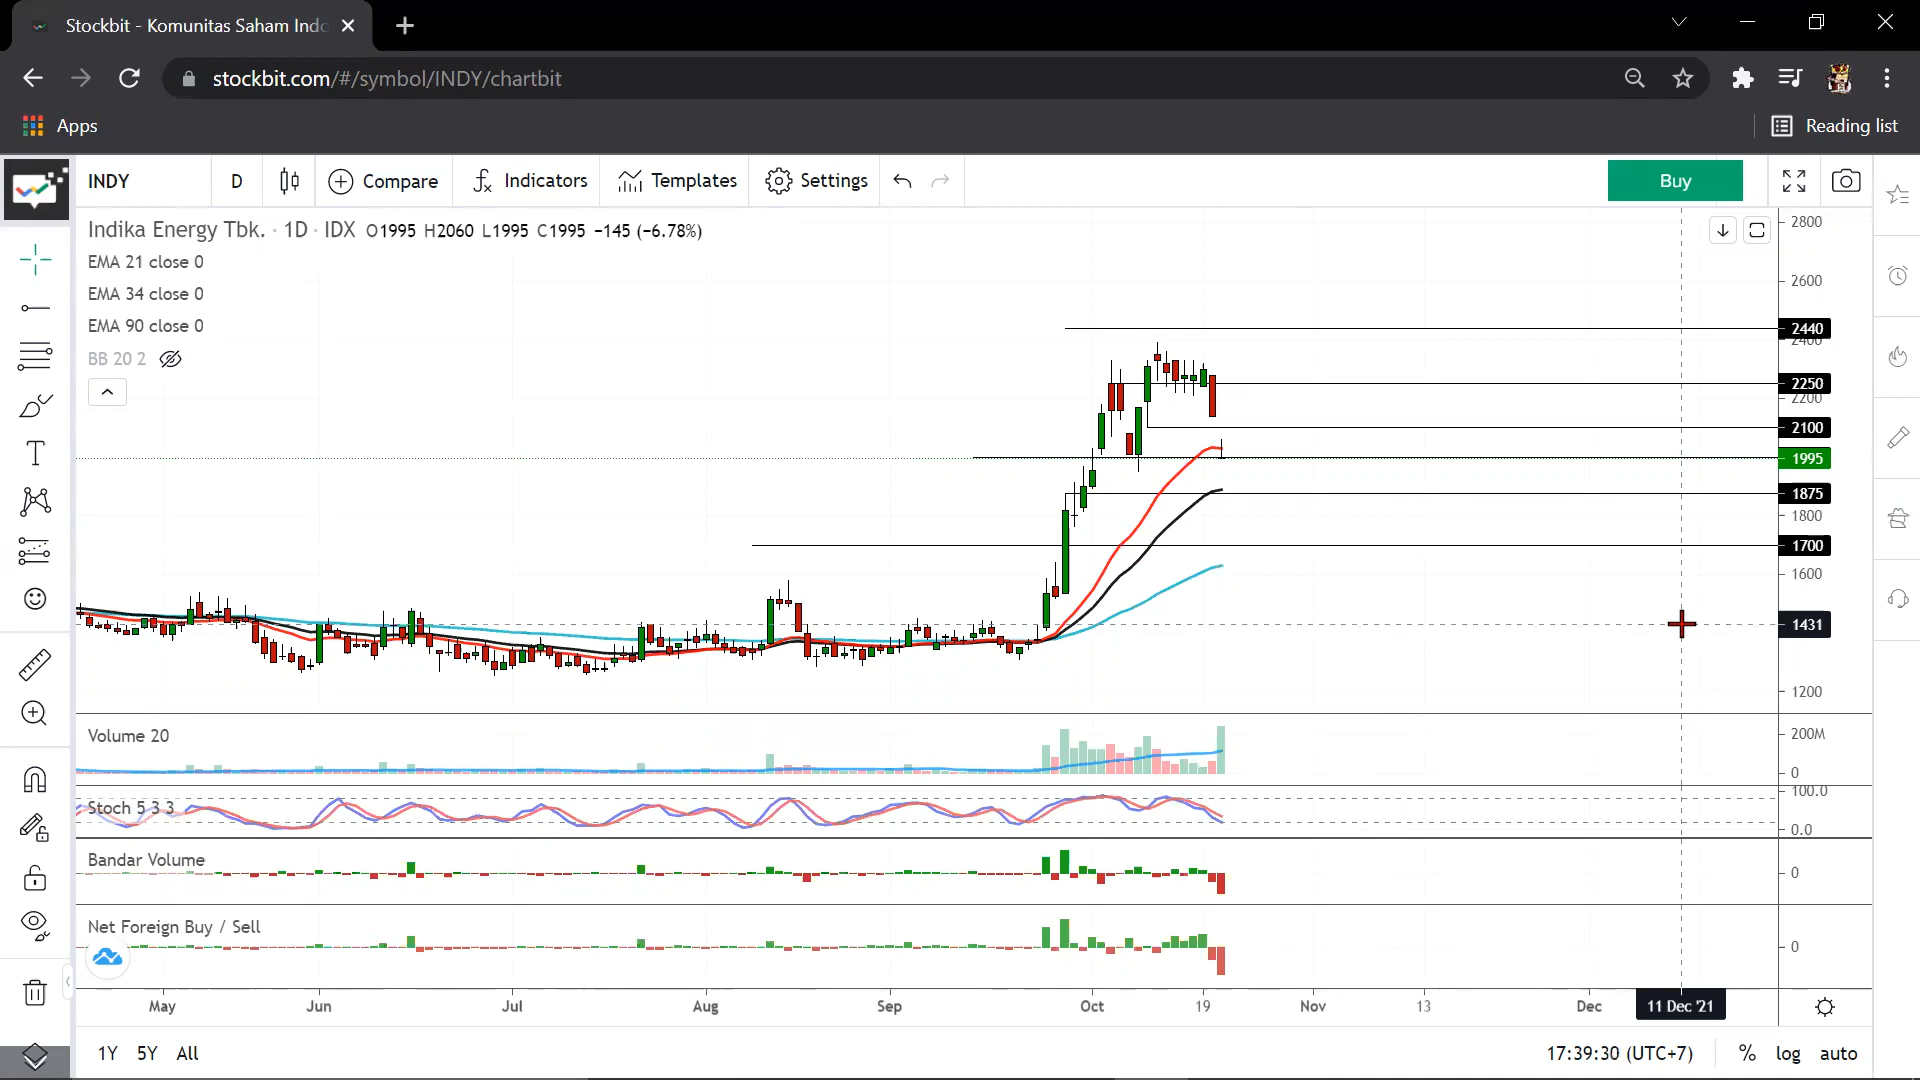 Stockbit - Komunitas Saham Indo
stockbit.com/#/symbol/INDY/chartbit
Apps
Reading list
INDY
D
Compare
Indicators
Templates
Settings
Buy
Indika Energy Tbk. · 1D · IDX O1995 H2060 L1995 C1995 −145 (−6.78%)
EMA 21 close 0
EMA 34 close 0
EMA 90 close 0
BB 20 2
2800
2600
2440
2400
2250
2200
2100
1995
1875
1800
1700
1600
1431
1200
Volume 20
200M
0
Stoch 5 3 3
100.0
0.0
Bandar Volume
0
Net Foreign Buy / Sell
0
May Jun Jul Aug Sep Oct 19 Nov 13 Dec 11 Dec '21
1Y 5Y All
17:39:30 (UTC+7) % log auto